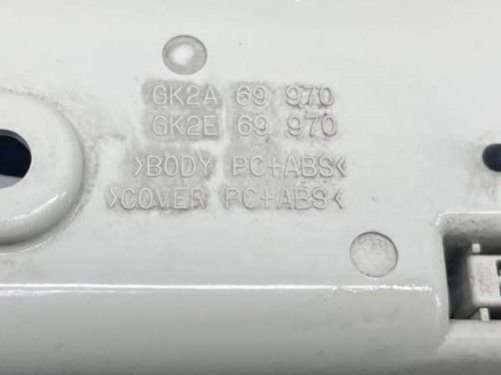 GK2A 69 970
GK2E 69 970
>BODY PC+ABS<
>COVER PC+ABS<